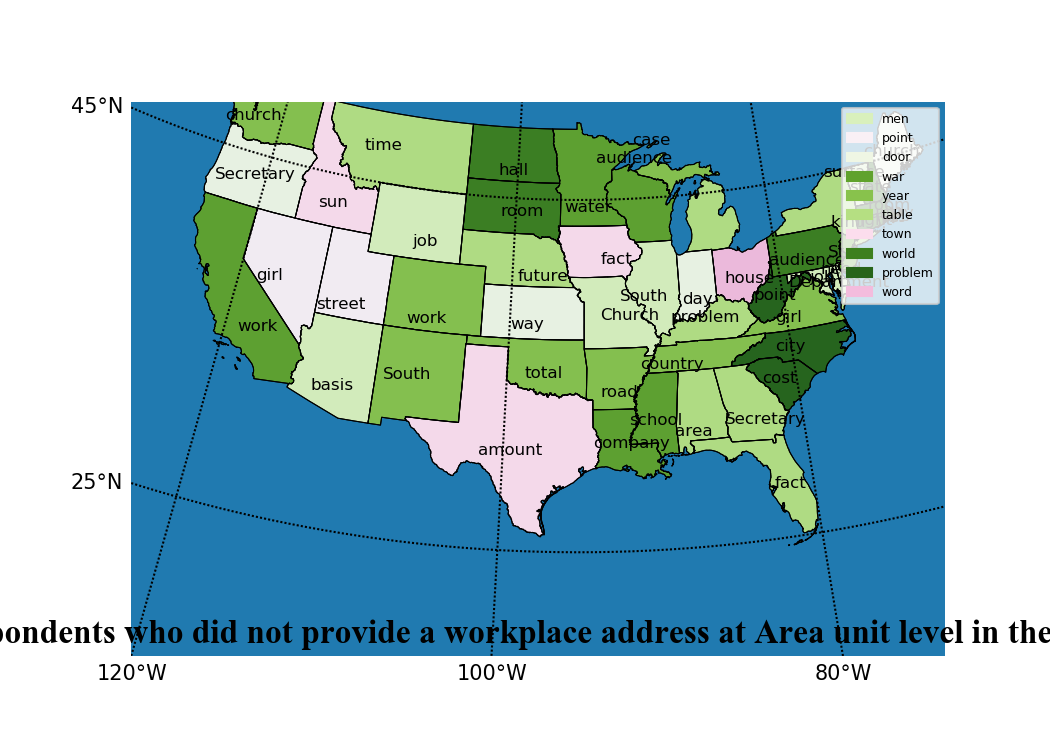 45°N
25°N
120°W
100°W
80°W
church
time
Secretary
sun
hall
room
case
audience
water
job
girl
street
future
fact
South
Church
day
house
point
audience
problem
girl
work
work
way
basis
South
total
road
country
city
cost
school
area
Secretary
company
amount
fact
men
point
door
war
year
table
town
world
problem
word
pondents who did not provide a workplace address at Area unit level in the